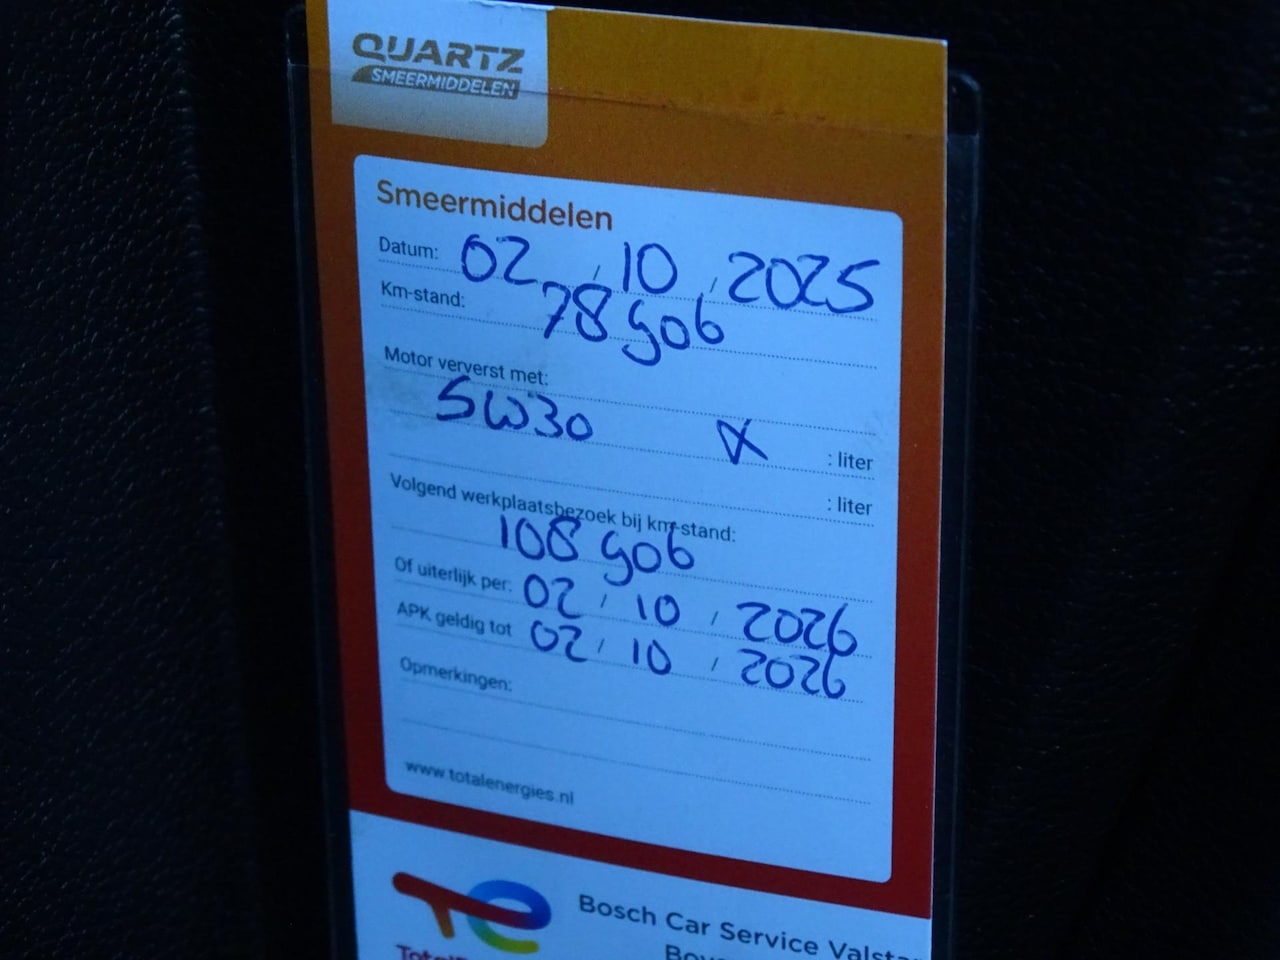 QUARTZ
SMEERMIDDELEN
Smeermiddelen
Datum: 02 / 10 / 2025
Km-stand: 78906
Motor ververst met:
5W30 : liter
: liter
Volgend werkplaatsbezoek bij km-stand:
108906
Of uiterlijk per: 02 / 10 / 2026
APK geldig tot 02 / 10 / 2026
Opmerkingen:
www.totalenergies.nl
Bosch Car Service